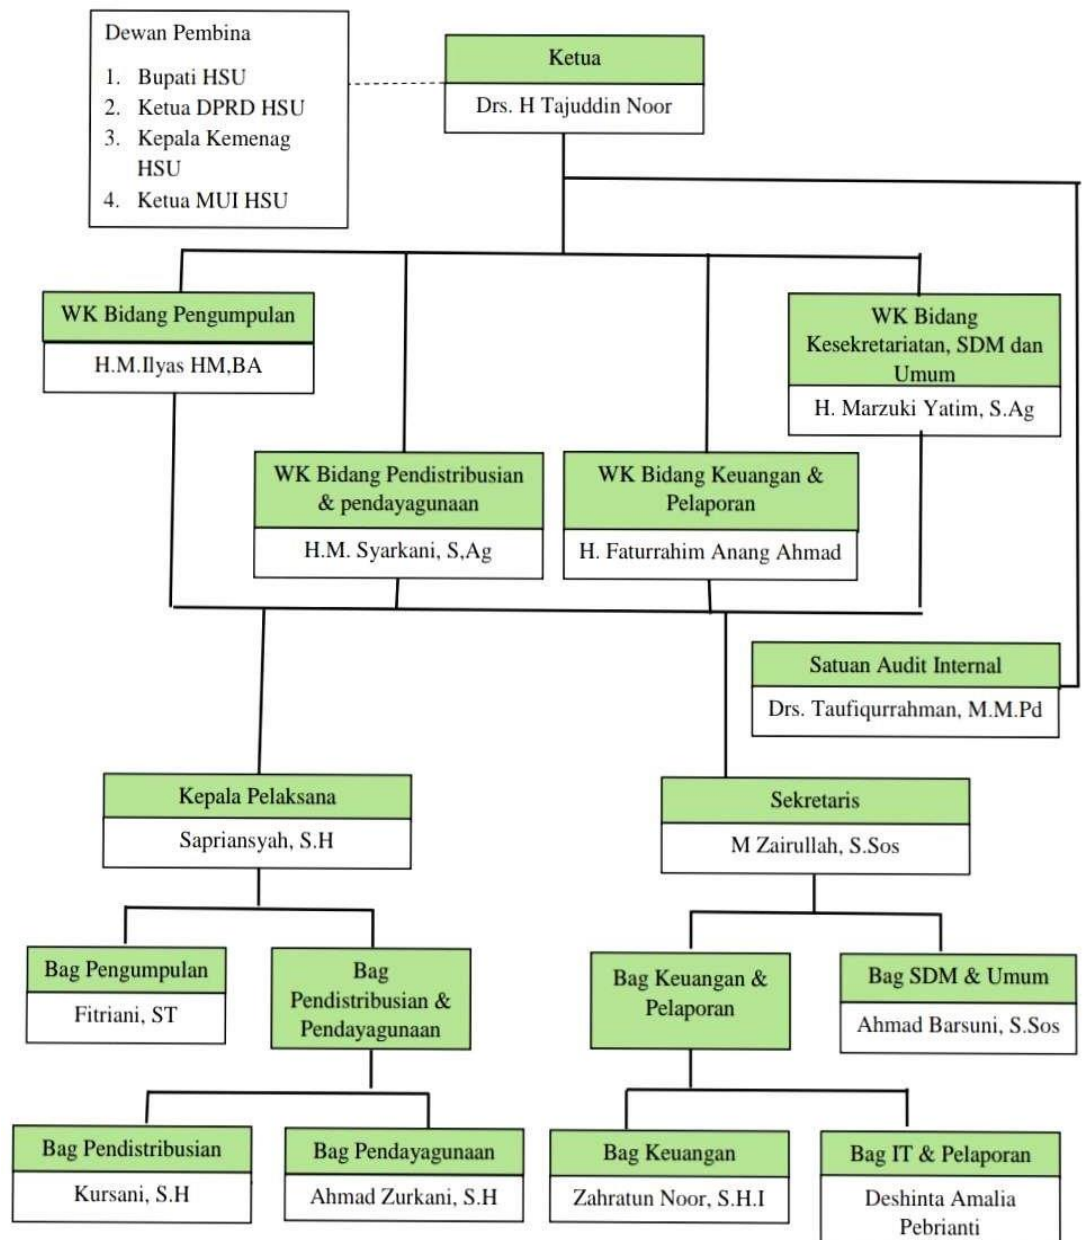 Dewan Pembina
1. Bupati HSU
2. Ketua DPRD HSU
3. Kepala Kemenag
HSU
4. Ketua MUI HSU
Ketua
Drs. H Tajuddin Noor
WK Bidang Pengumpulan
H.M.Ilyas HM,BA
WK Bidang
Kesekretariatan, SDM dan
Umum
H. Marzuki Yatim, S.Ag
WK Bidang Pendistribusian
& pendayagunaan
H.M. Syarkani, S,Ag
WK Bidang Keuangan &
Pelaporan
H. Faturrahim Anang Ahmad
Satuan Audit Internal
Drs. Taufiqurrahman, M.M.Pd
Kepala Pelaksana
Sapriansyah, S.H
Sekretaris
M Zairullah, S.Sos
Bag Pengumpulan
Fitriani, ST
Bag
Pendistribusian &
Pendayagunaan
Bag Keuangan &
Pelaporan
Bag SDM & Umum
Ahmad Barsuni, S.Sos
Bag Pendistribusian
Kursani, S.H
Bag Pendayagunaan
Ahmad Zurkani, S.H
Bag Keuangan
Zahratun Noor, S.H.I
Bag IT & Pelaporan
Deshinta Amalia
Pebrianti